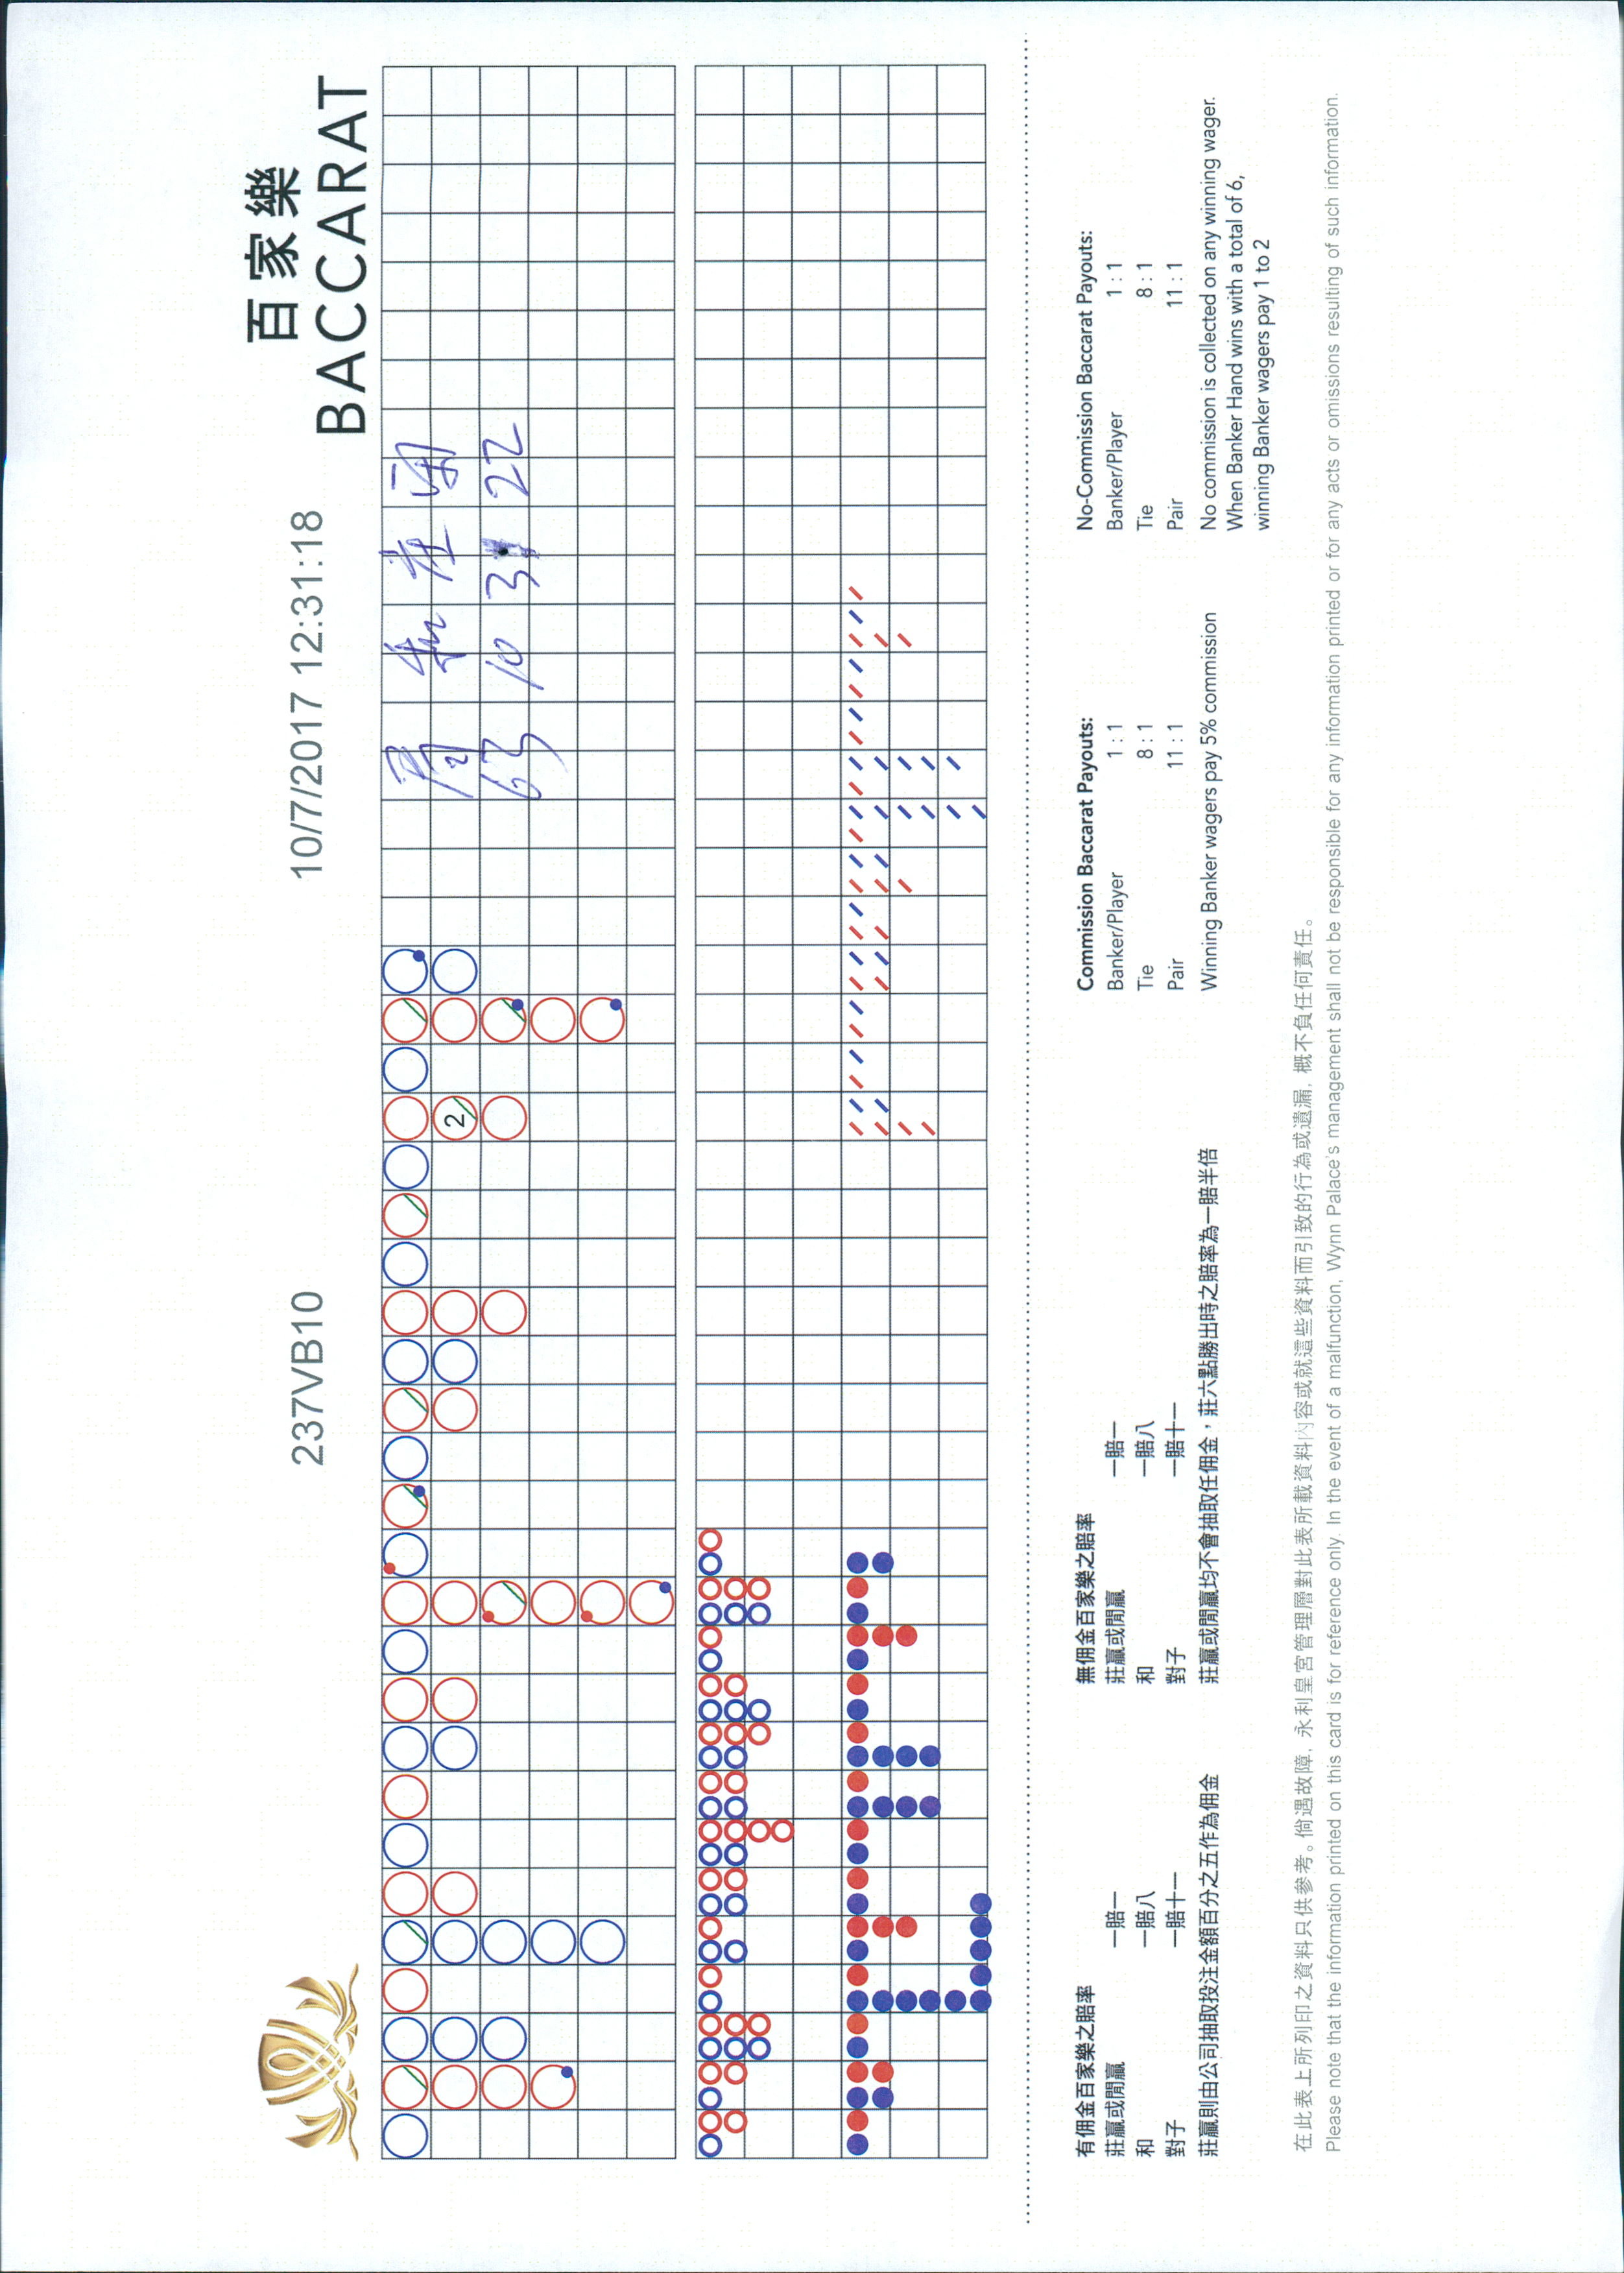 百家樂
BACCARAT
237VB10 10/7/2017 12:31:18
和 庄 闲
63 10 3 22
2
有佣金百家樂之賠率
莊贏或閒贏 一賠一
和 一賠八
對子 一賠十一
莊贏則由公司抽取投注金額百分之五作為佣金
無佣金百家樂之賠率
莊贏或閒贏 一賠一
和 一賠八
對子 一賠十一
莊贏或閒贏均不會抽取任佣金，莊六點勝出時之賠率為一賠半倍
Commission Baccarat Payouts:
Banker/Player 1 : 1
Tie 8 : 1
Pair 11 : 1
Winning Banker wagers pay 5% commission
No-Commission Baccarat Payouts:
Banker/Player 1 : 1
Tie 8 : 1
Pair 11 : 1
No commission is collected on any winning wager.
When Banker Hand wins with a total of 6,
winning Banker wagers pay 1 to 2
在此表上所列印之資料只供參考。倘遇故障，永利皇宮管理層對此表所載資料內容或就這些資料而引致的行為或遺漏，概不負任何責任。
Please note that the information printed on this card is for reference only. In the event of a malfunction, Wynn Palace's management shall not be responsible for any information printed or for any acts or omissions resulting of such information.